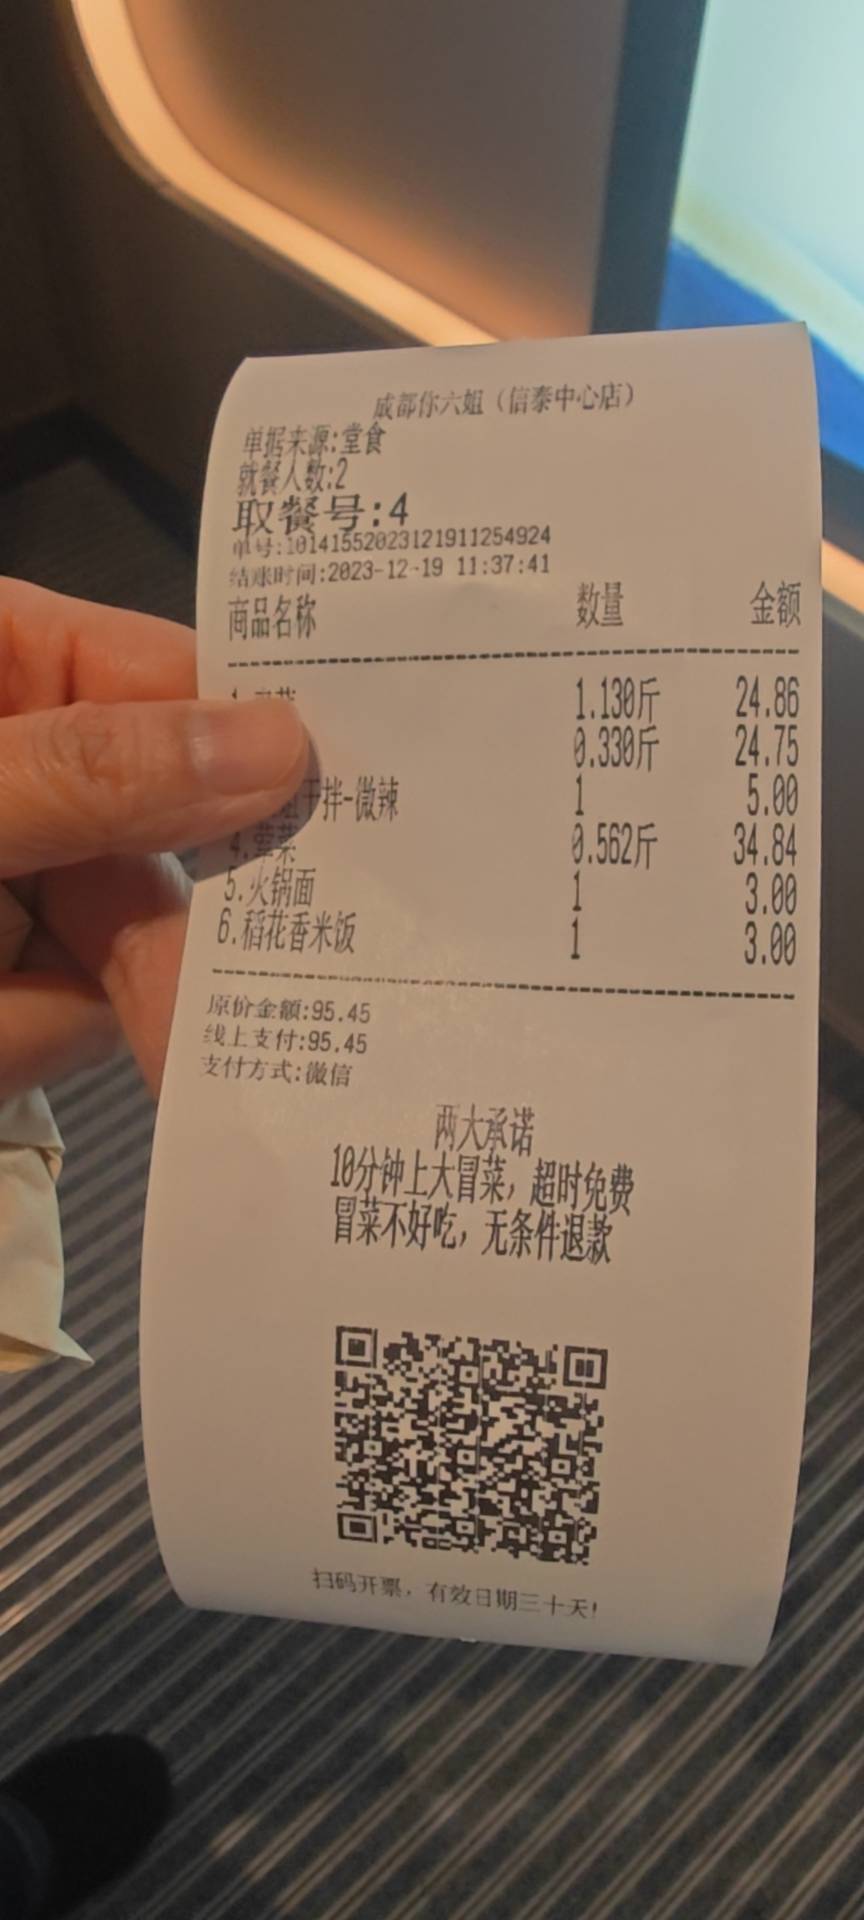 成都你六姐（信泰中心店）
单据来源:堂食
就餐人数:2
取餐号:4
单号:10141552023121911254924
结账时间:2023-12-19 11:37:41
商品名称 数量 金额
1. 1.130斤 24.86
0.330斤 24.75
干拌-微辣 1 5.00
4.荤菜 0.562斤 34.84
5.火锅面 1 3.00
6.稻花香米饭 1 3.00
原价金额:95.45
线上支付:95.45
支付方式:微信
两大承诺
10分钟上大冒菜，超时免费
冒菜不好吃，无条件退款
扫码开票，有效日期三十天!